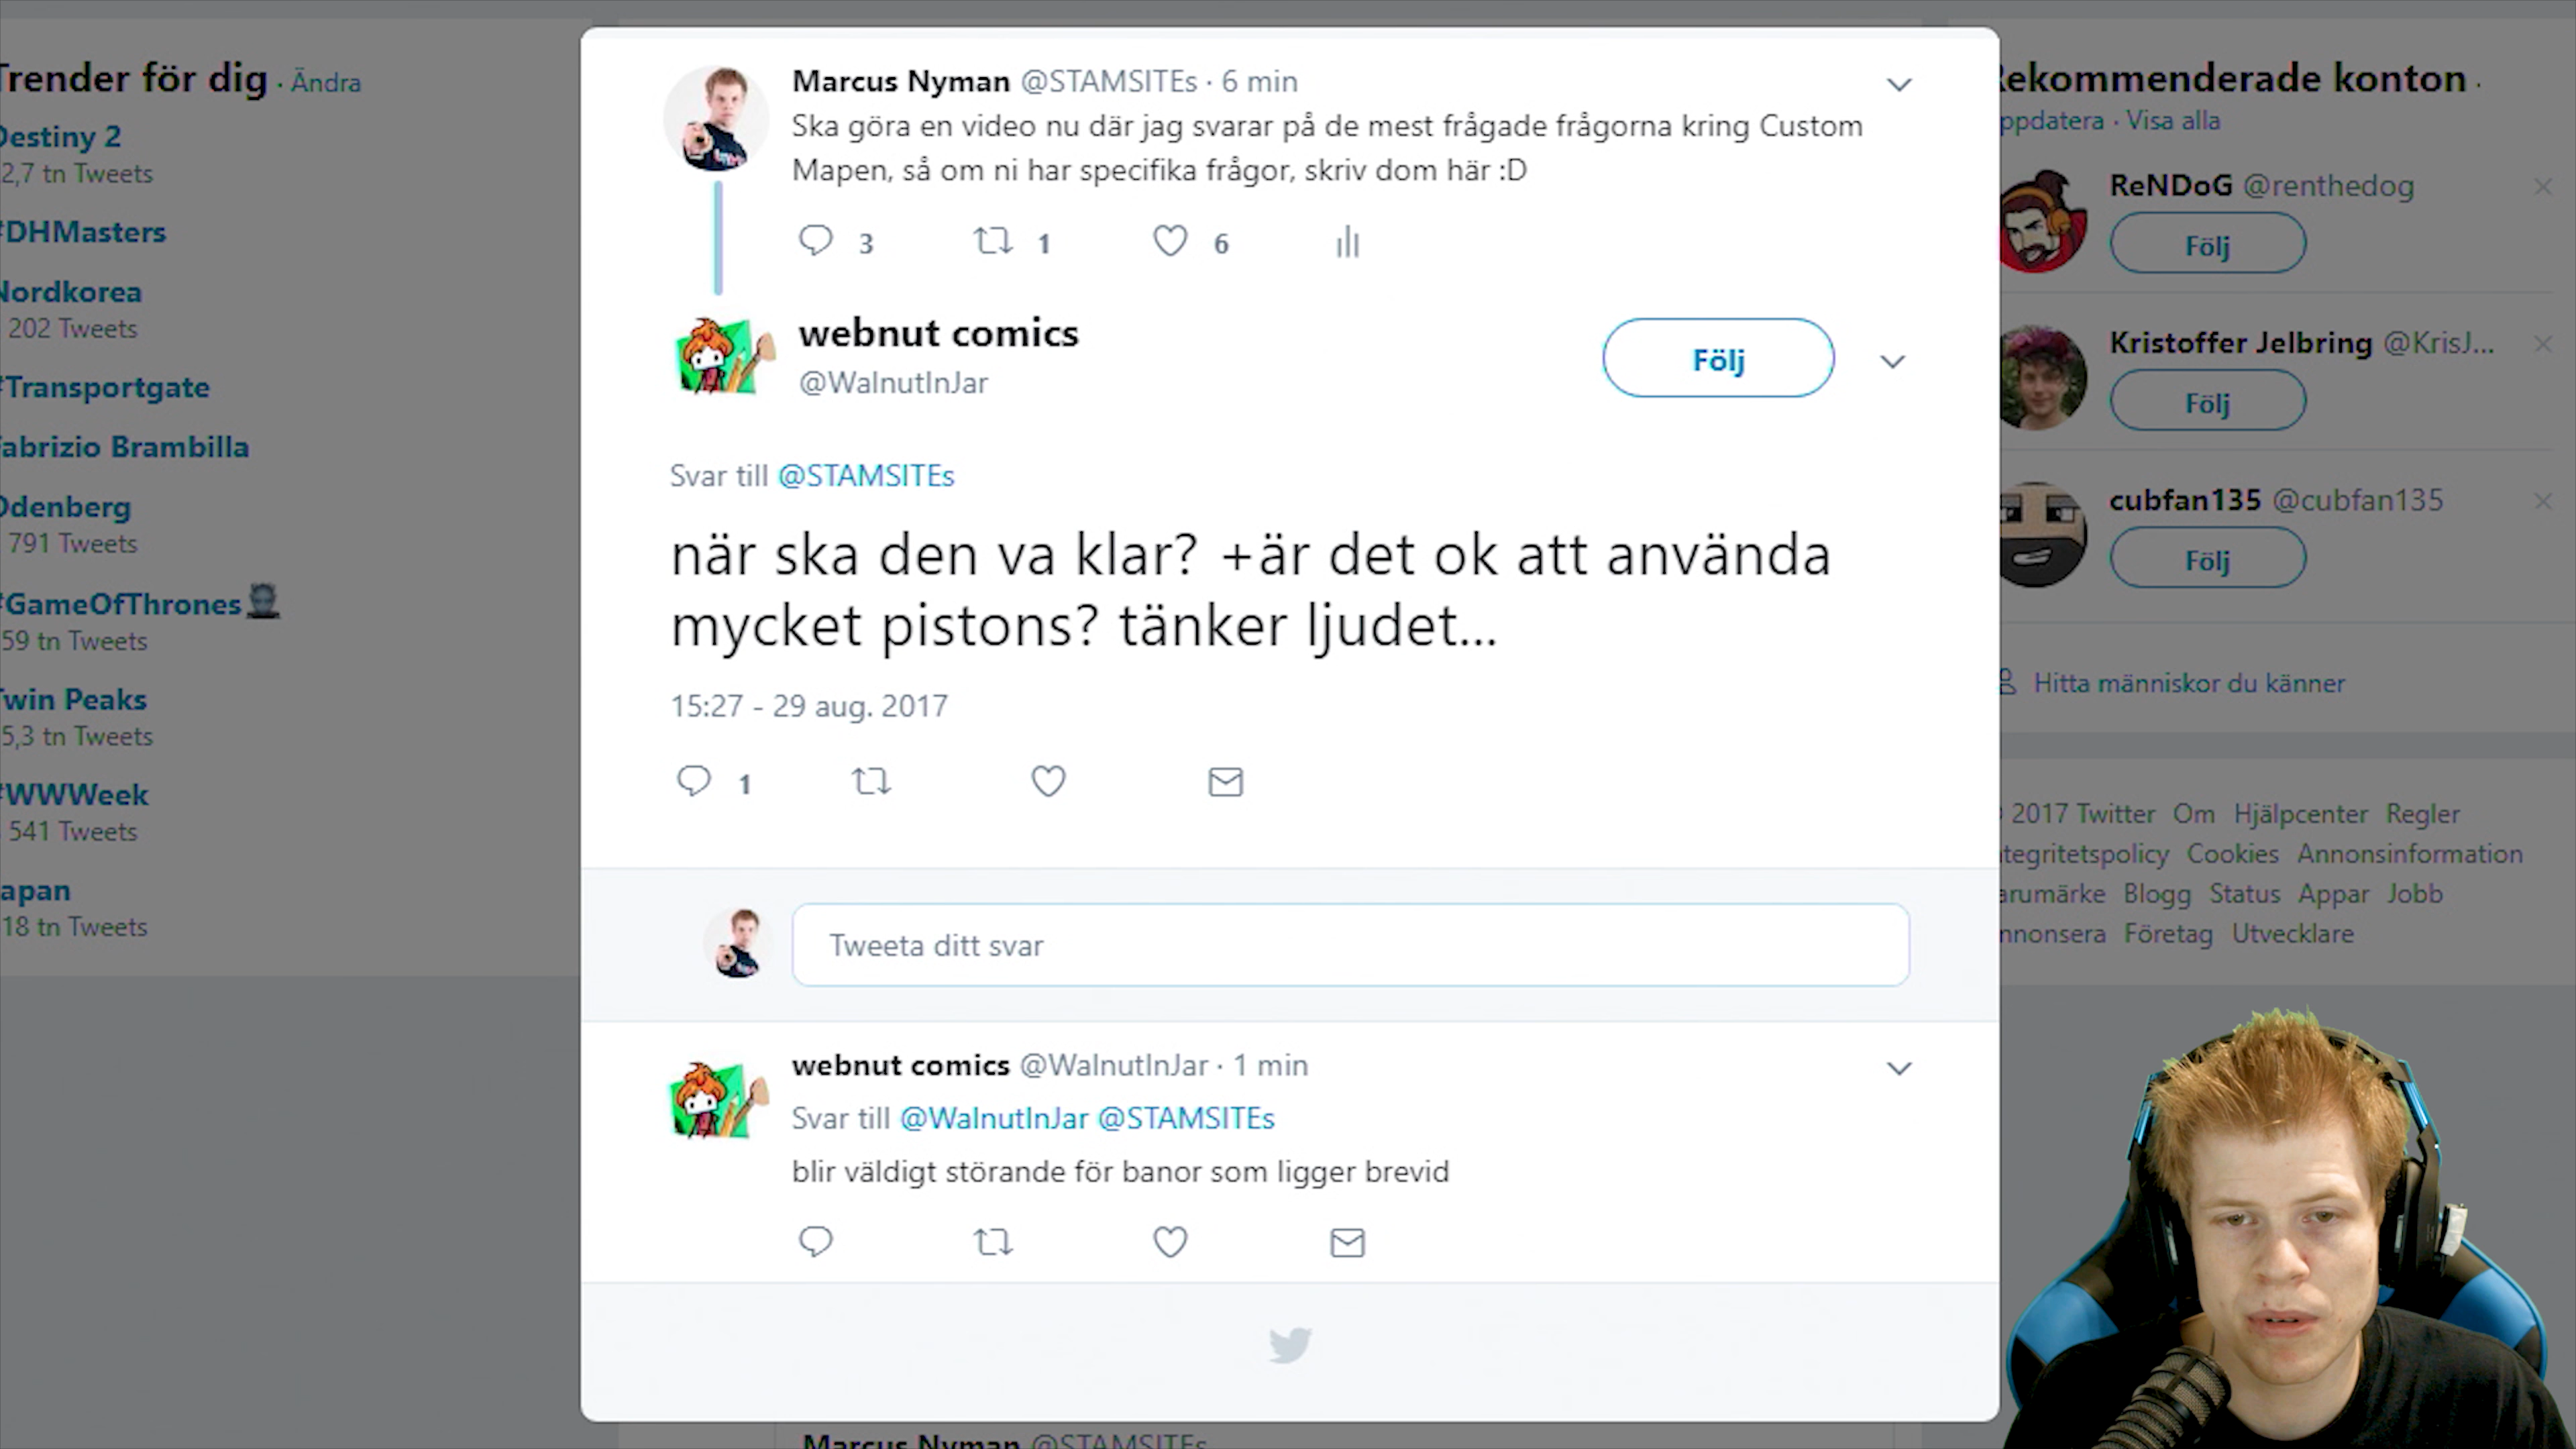 Trender för dig · Ändra
Destiny 2
2,7 tn Tweets
#DHMasters
Nordkorea
202 Tweets
#Transportgate
Fabrizio Brambilla
Odenberg
791 Tweets
#GameOfThrones
59 tn Tweets
Twin Peaks
5,3 tn Tweets
#WWWeek
541 Tweets
Japan
18 tn Tweets
Marcus Nyman @STAMSITEs · 6 min
Ska göra en video nu där jag svarar på de mest frågade frågorna kring Custom
Mapen, så om ni har specifika frågor, skriv dom här :D
3 1 6
webnut comics
@WalnutInJar
Följ
Svar till @STAMSITEs
när ska den va klar? +är det ok att använda
mycket pistons? tänker ljudet...
15:27 - 29 aug. 2017
1
Tweeta ditt svar
webnut comics @WalnutInJar · 1 min
Svar till @WalnutInJar @STAMSITEs
blir väldigt störande för banor som ligger brevid
Marcus Nyman @STAMSITEs
Rekommenderade konton ·
ppdatera · Visa alla
ReNDoG @renthedog
Följ
Kristoffer Jelbring @KrisJ...
Följ
cubfan135 @cubfan135
Följ
Hitta människor du känner
2017 Twitter Om Hjälpcenter Regler
ntegritetspolicy Cookies Annonsinformation
arumärke Blogg Status Appar Jobb
nnonsera Företag Utvecklare